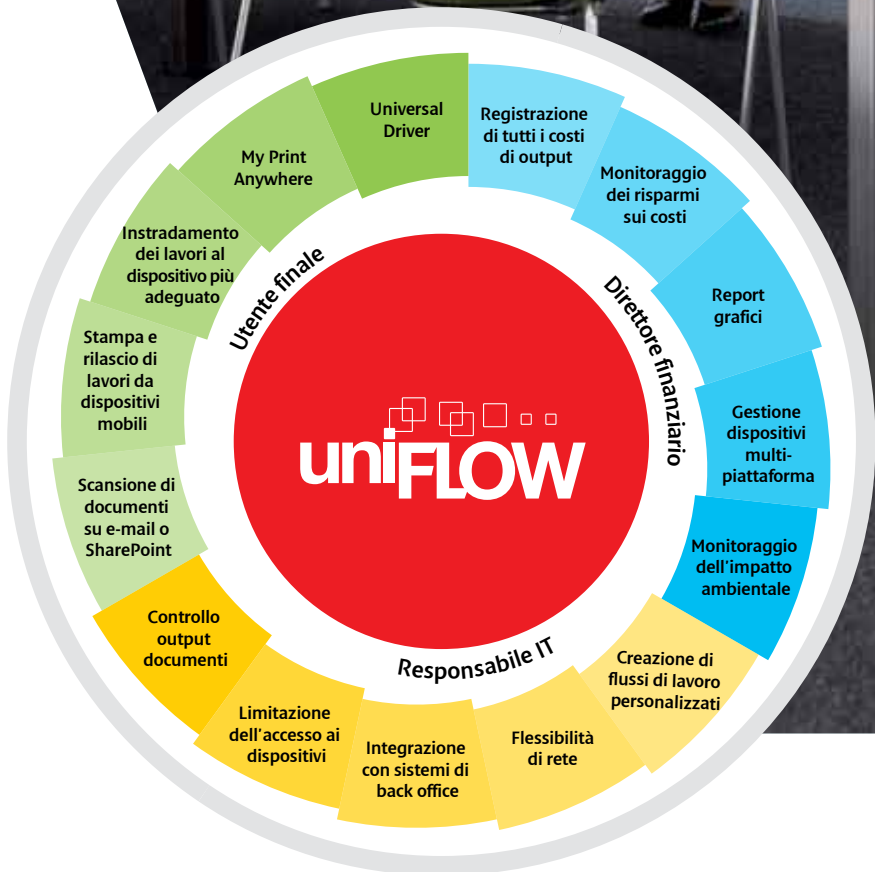 Universal
Driver
Registrazione
di tutti i costi
di output
Monitoraggio
dei risparmi
sui costi
Report
grafici
Gestione
dispositivi
multi-
piattaforma
Monitoraggio
dell'impatto
ambientale
Creazione di
flussi di lavoro
personalizzati
Flessibilità
di rete
Integrazione
con sistemi di
back office
Limitazione
dell'accesso ai
dispositivi
Controllo
output
documenti
Scansione di
documenti
su e-mail o
SharePoint
Stampa e
rilascio di
lavori da
dispositivi
mobili
Instradamento
dei lavori al
dispositivo più
adeguato
My Print
Anywhere
Utente finale
Direttore finanziario
Responsabile IT
uniFLOW